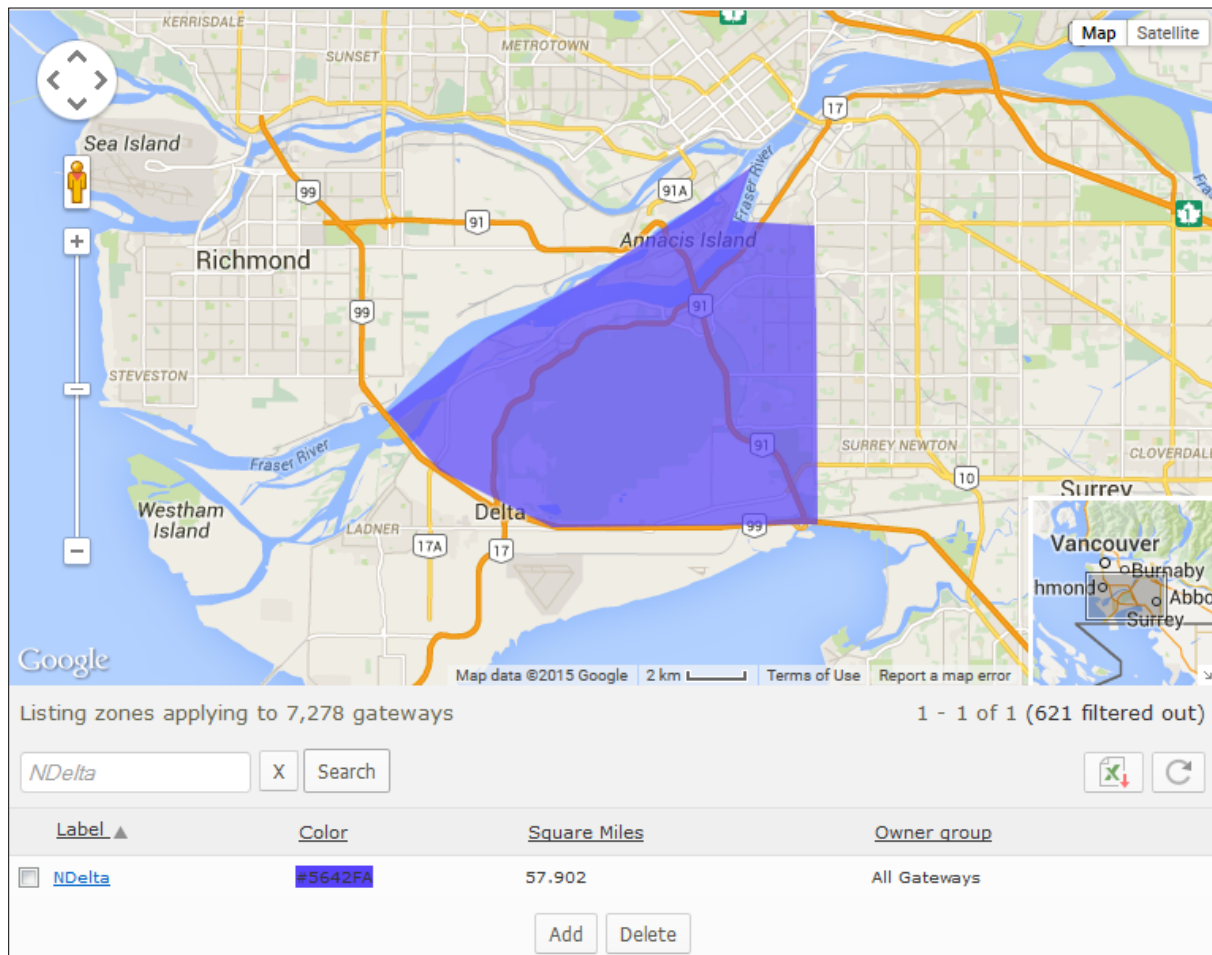 KERRISDALE
SUNSET
METROTOWN
1
Map Satellite
Sea Island
17
99
91A
Fraser River
91
1
Annacis Island
Richmond
99
91
STEVESTON
Fraser River
91
SURREY NEWTON
CLOVERDALE
10
Surrey
Westham
Island
LADNER
Delta
17A
17
99
Vancouver
Burnaby
hmond
Abbo
Surrey
Google
Map data ©2015 Google 2 km Terms of Use Report a map error
Listing zones applying to 7,278 gateways 1 - 1 of 1 (621 filtered out)
NDelta X Search
Label Color Square Miles Owner group
NDelta #5642FA 57.902 All Gateways
Add Delete